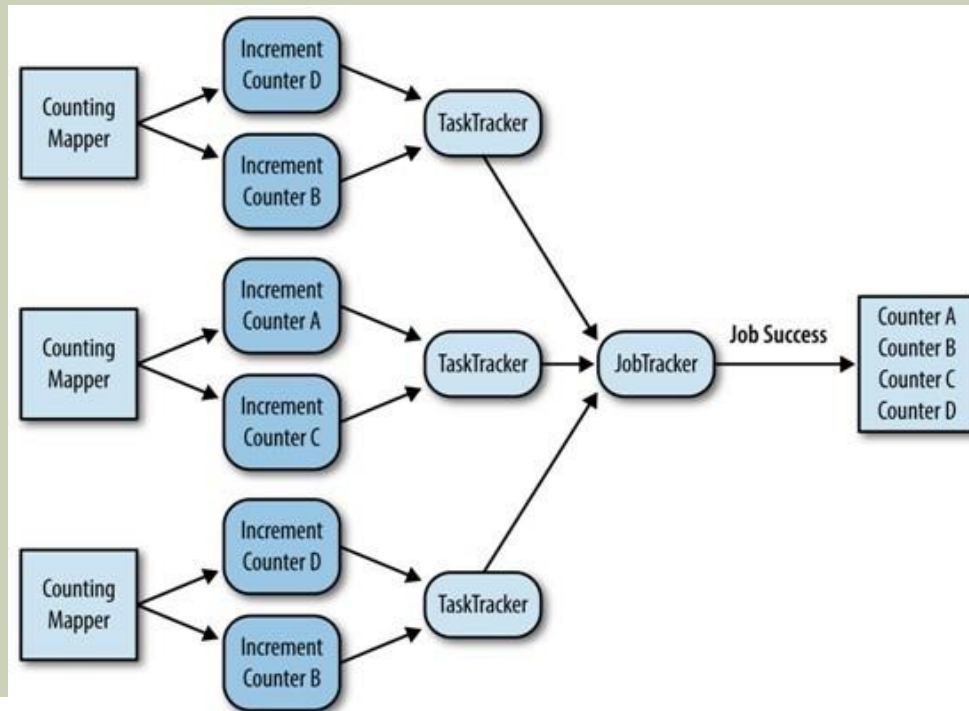 Counting
Mapper
Increment
Counter D
Increment
Counter B
TaskTracker
Counting
Mapper
Increment
Counter A
Increment
Counter C
TaskTracker
Counting
Mapper
Increment
Counter D
Increment
Counter B
TaskTracker
JobTracker
Job Success
Counter A
Counter B
Counter C
Counter D